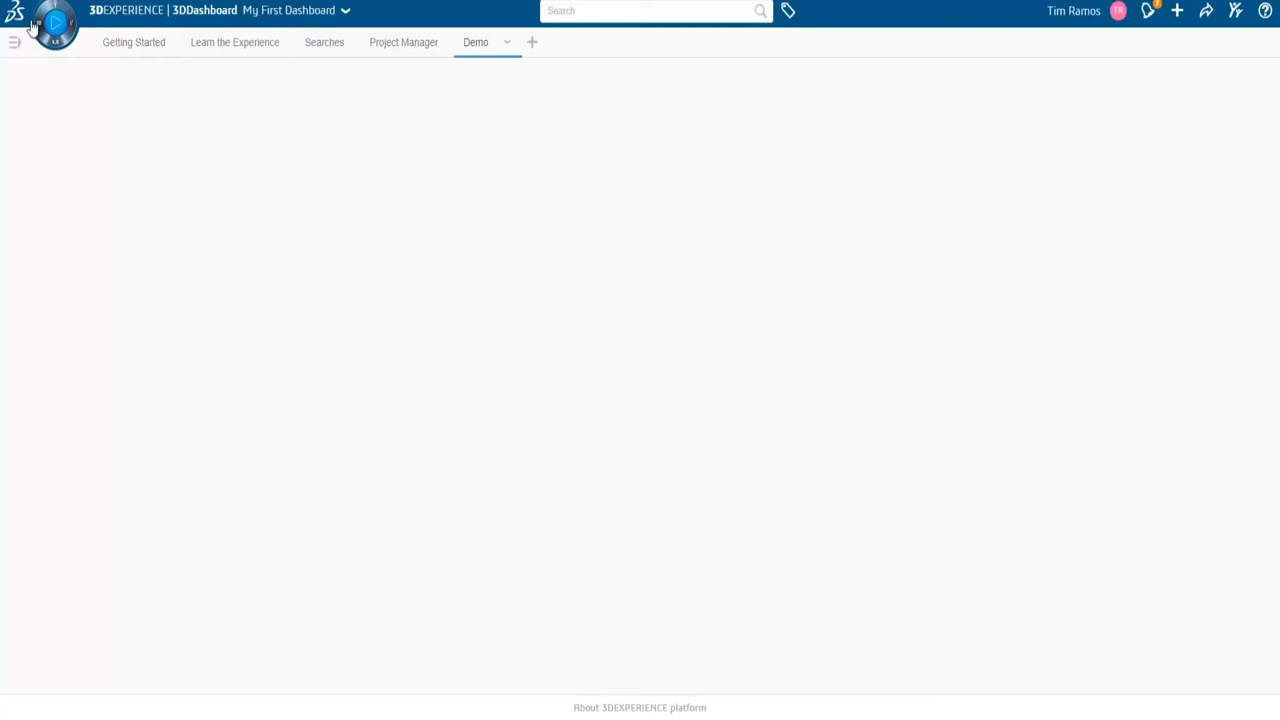 3DEXPERIENCE | 3DDashboard My First Dashboard
Search
Tim Ramos
TR
Getting Started
Learn the Experience
Searches
Project Manager
Demo
About 3DEXPERIENCE platform